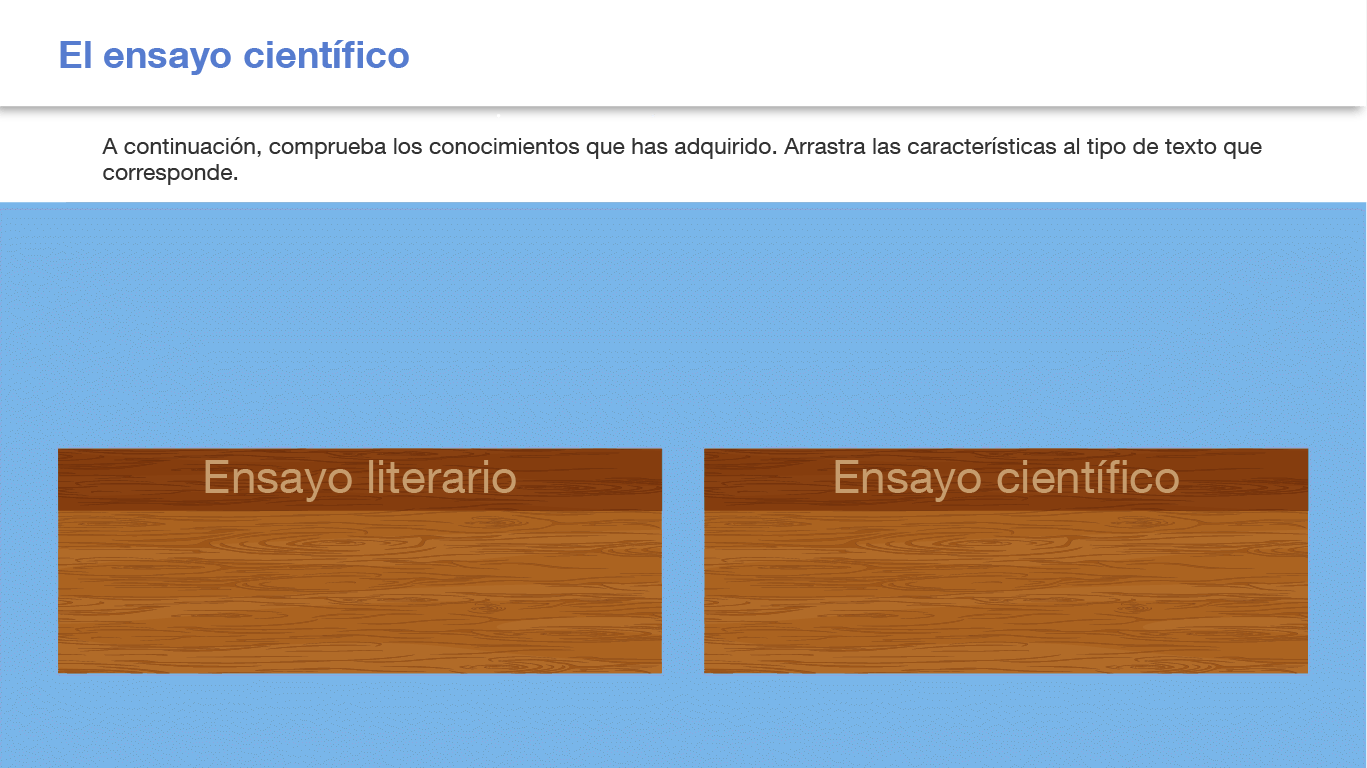 El ensayo científico
A continuación, comprueba los conocimientos que has adquirido. Arrastra las características al tipo de texto que
corresponde.
Ensayo literario
Ensayo científico